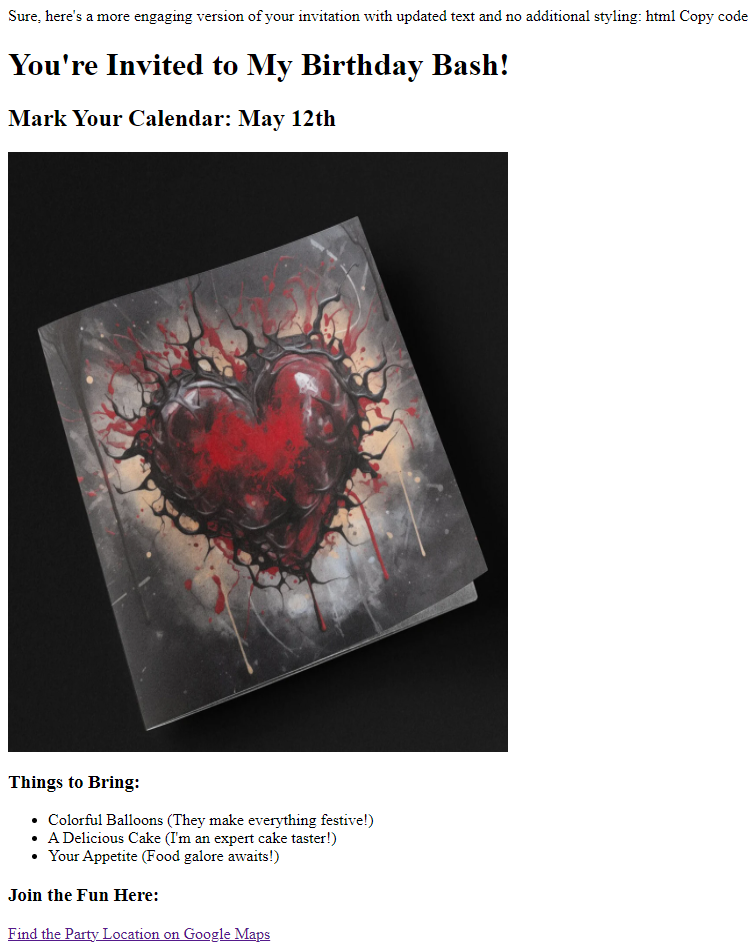 Sure, here's a more engaging version of your invitation with updated text and no additional styling: html Copy code
You're Invited to My Birthday Bash!
Mark Your Calendar: May 12th
Things to Bring:
Colorful Balloons (They make everything festive!)
A Delicious Cake (I'm an expert cake taster!)
Your Appetite (Food galore awaits!)
Join the Fun Here:
Find the Party Location on Google Maps